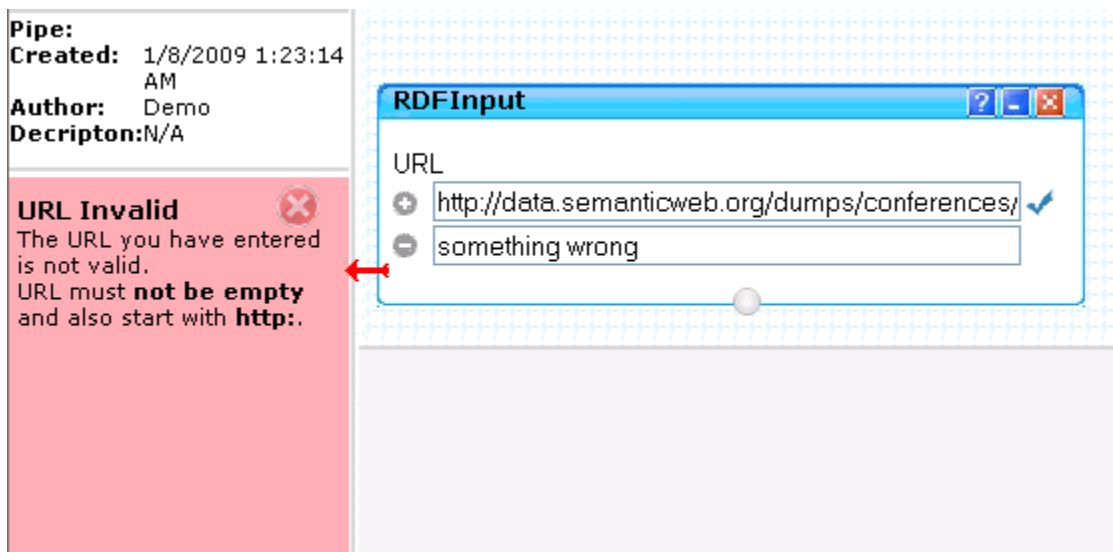 Pipe:
Created: 1/8/2009 1:23:14
AM
Author: Demo
Decripton:N/A
URL Invalid
The URL you have entered
is not valid.
URL must not be empty
and also start with http:.
RDFInput
?
URL
http://data.semanticweb.org/dumps/conferences/
something wrong